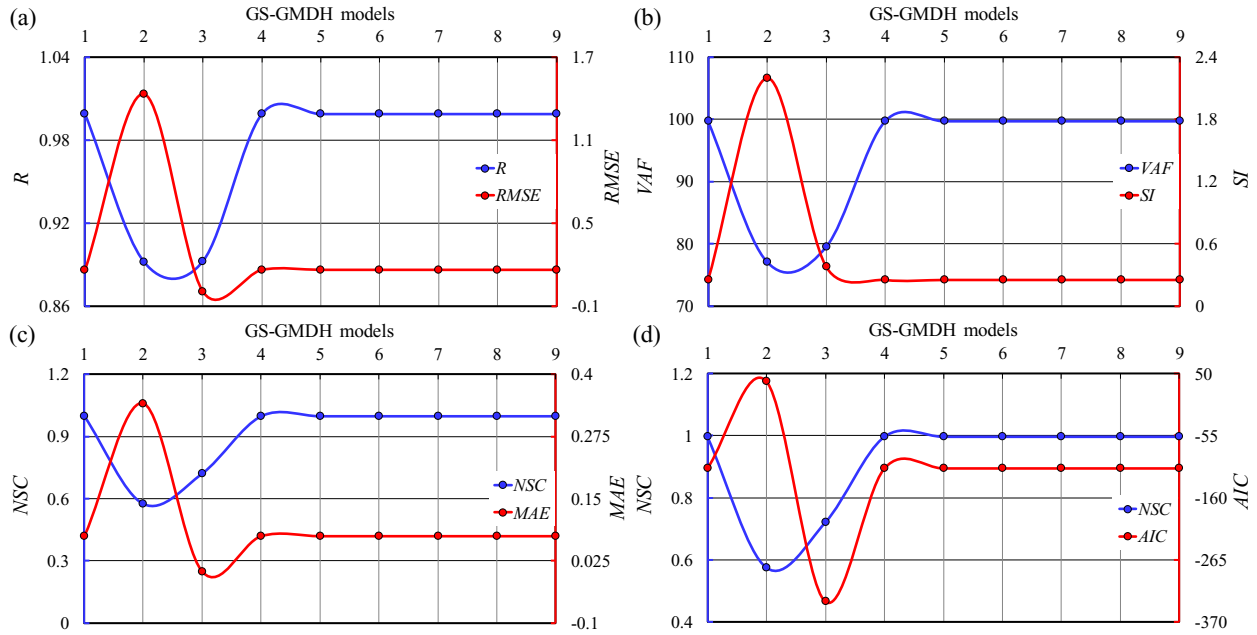 (a)
GS-GMDH models
1 2 3 4 5 6 7 8 9
1.04
0.98
0.92
0.86
R
1.7
1.1
0.5
-0.1
RMSE
R
RMSE
(b)
GS-GMDH models
1 2 3 4 5 6 7 8 9
110
100
90
80
70
VAF
2.4
1.8
1.2
0.6
0
SI
VAF
SI
(c)
GS-GMDH models
1 2 3 4 5 6 7 8 9
1.2
0.9
0.6
0.3
0
NSC
0.4
0.275
0.15
0.025
-0.1
MAE
NSC
MAE
(d)
GS-GMDH models
1 2 3 4 5 6 7 8 9
1.2
1
0.8
0.6
0.4
NSC
50
-55
-160
-265
-370
AIC
NSC
AIC